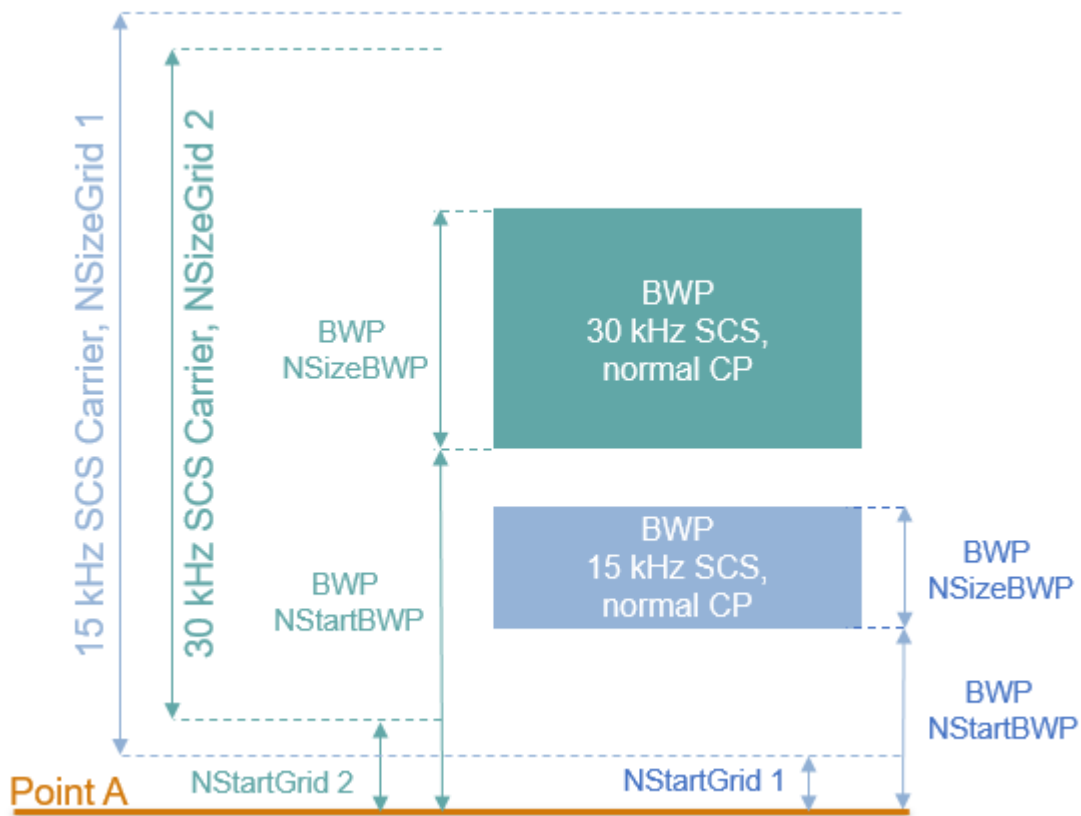 15 kHz SCS Carrier, NSizeGrid 1
30 kHz SCS Carrier, NSizeGrid 2
BWP
NSizeBWP
BWP
30 kHz SCS,
normal CP
BWP
NStartBWP
BWP
15 kHz SCS,
normal CP
BWP
NSizeBWP
BWP
NStartBWP
NStartGrid 2
NStartGrid 1
Point A